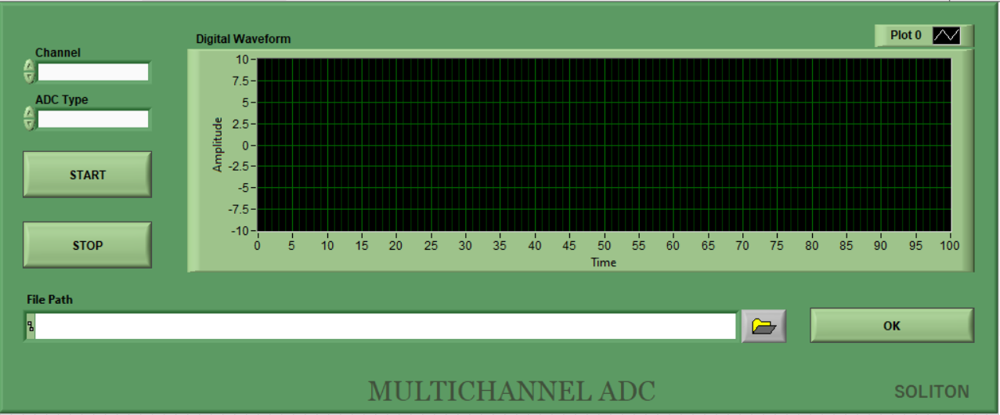 Channel
ADC Type
START
STOP
Digital Waveform
Plot 0
Amplitude
10
7.5
5
2.5
0
-2.5
-5
-7.5
-10
0 5 10 15 20 25 30 35 40 45 50 55 60 65 70 75 80 85 90 95 100
Time
File Path
OK
MULTICHANNEL ADC
SOLITON